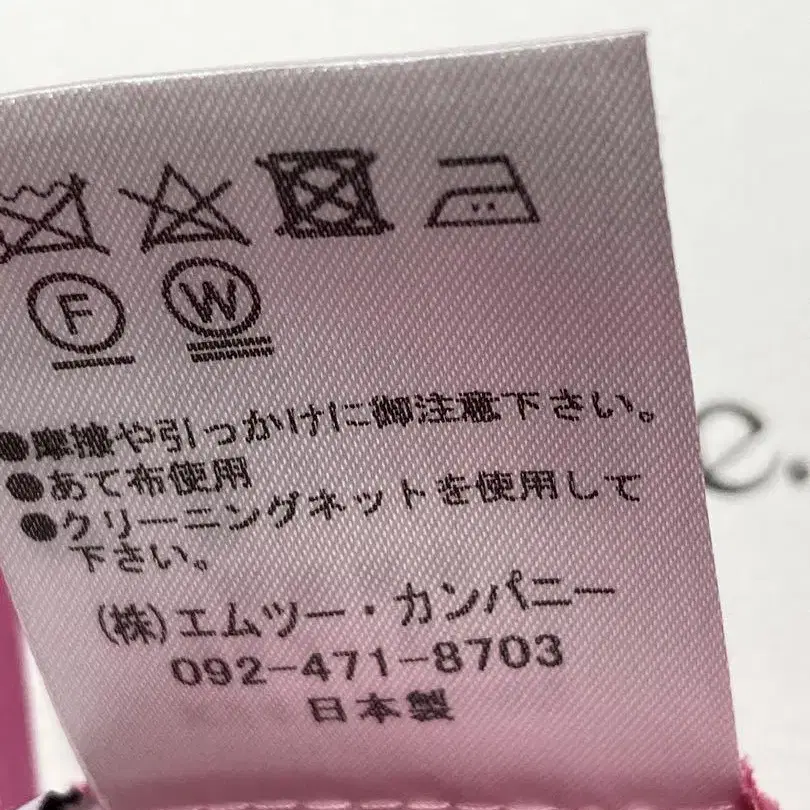 F W
●摩擦や引っかけに御注意下さい。
●あて布使用
●クリーニングネットを使用して
下さい。
(株)エムツー・カンパニー
092-471-8703
日本製
e.